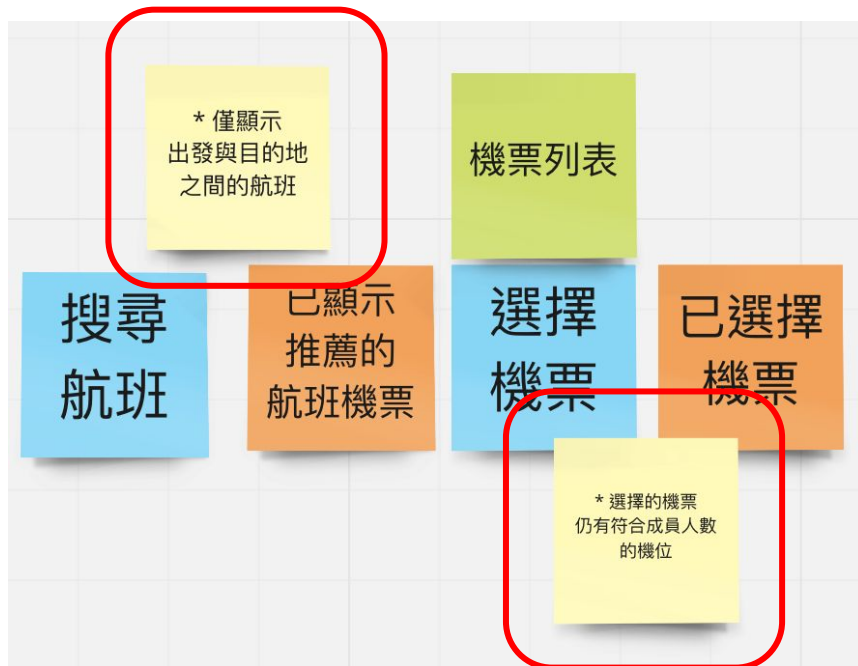 * 僅顯示
出發與目的地
之間的航班
機票列表
搜尋
航班
已顯示
推薦的
航班機票
選擇
機票
已選擇
機票
* 選擇的機票
仍有符合成員人數
的機位